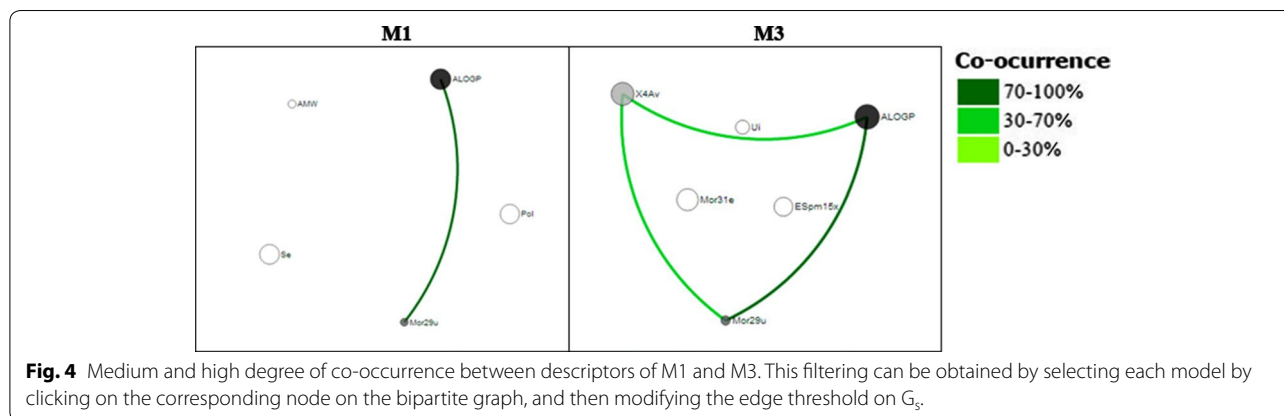 M1
M3
ALOGP
AMW
Pol
Se
Mor29u
X4Av
Ui
ALOGP
Mor31e
ESpm15x
Mor29u
Co-ocurrence
70-100%
30-70%
0-30%
Fig. 4 Medium and high degree of co-occurrence between descriptors of M1 and M3. This filtering can be obtained by selecting each model by
clicking on the corresponding node on the bipartite graph, and then modifying the edge threshold on Gs.